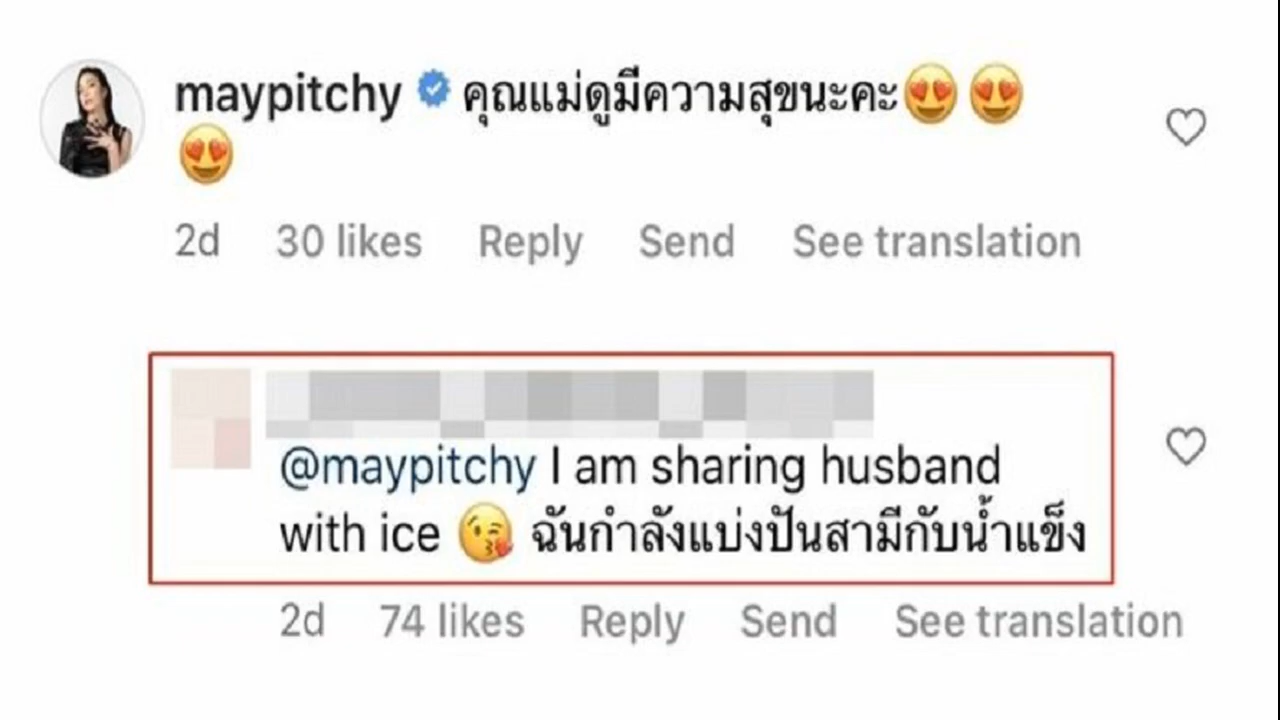 maypitchy คุณแม่ดูมีความสุขนะคะ😍😍
😍
2d 30 likes Reply Send See translation
@maypitchy I am sharing husband
with ice 😘 ฉันกำลังแบ่งปันสามีกับน้ำแข็ง
2d 74 likes Reply Send See translation